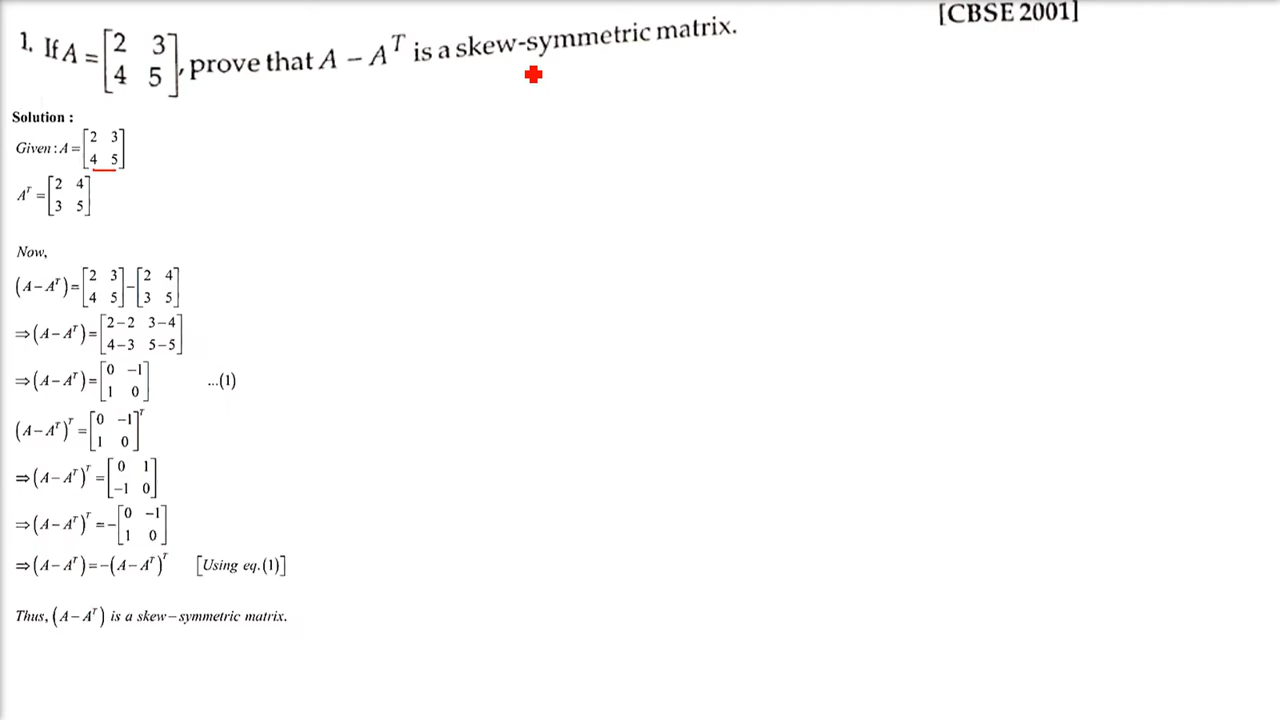 [CBSE 2001]
1. If A = [2 3; 4 5], prove that A − A^T is a skew-symmetric matrix.
Solution :
Given : A = [2 3; 4 5]
A^T = [2 4; 3 5]
Now,
(A − A^T) = [2 3; 4 5] − [2 4; 3 5]
⇒ (A − A^T) = [2−2 3−4; 4−3 5−5]
⇒ (A − A^T) = [0 −1; 1 0] ...(1)
(A − A^T)^T = [0 −1; 1 0]^T
⇒ (A − A^T)^T = [0 1; −1 0]
⇒ (A − A^T)^T = −[0 −1; 1 0]
⇒ (A − A^T) = −(A − A^T)^T [Using eq.(1)]
Thus, (A − A^T) is a skew−symmetric matrix.